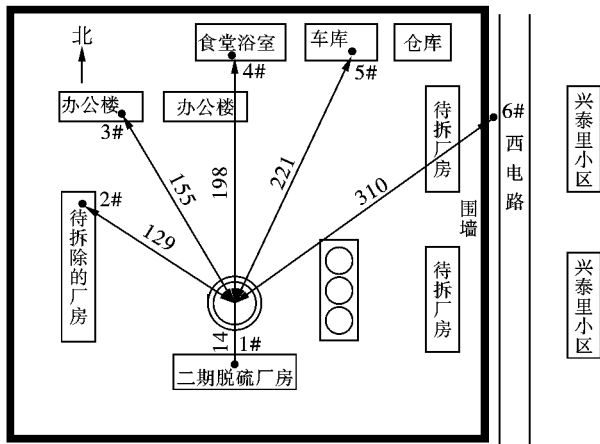 北
食堂浴室
4#
车库
5#
仓库
办公楼
3#
办公楼
待拆厂房
6#
西电路
兴泰里小区
155
198
221
310
2#
待拆除的厂房
129
围墙
待拆厂房
兴泰里小区
14
1#
二期脱硫厂房